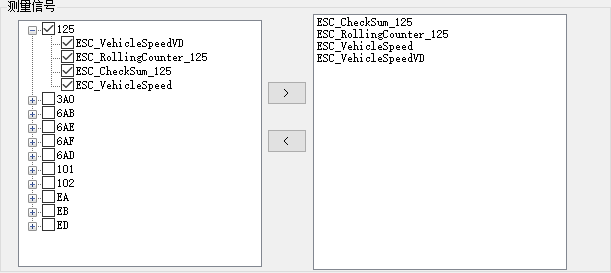 测量信号
125
ESC_VehicleSpeedVD
ESC_RollingCounter_125
ESC_CheckSum_125
ESC_VehicleSpeed
3A0
6AB
6AE
6AF
6AD
101
102
EA
EB
ED
>
<
ESC_CheckSum_125
ESC_RollingCounter_125
ESC_VehicleSpeed
ESC_VehicleSpeedVD